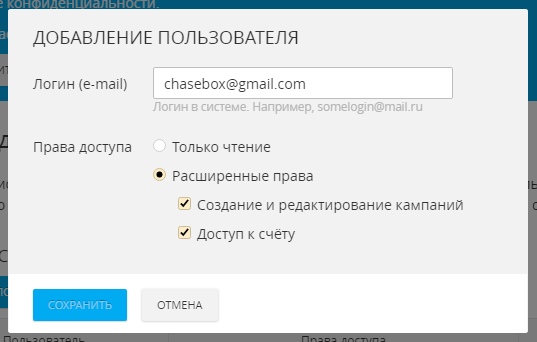 е конфиденциальности.
ДОБАВЛЕНИЕ ПОЛЬЗОВАТЕЛЯ
Логин (e-mail) chasebox@gmail.com
Логин в системе. Например, somelogin@mail.ru
Права доступа Только чтение
Расширенные права
Создание и редактирование кампаний
Доступ к счёту
СОХРАНИТЬ ОТМЕНА
Пользователь Права доступа